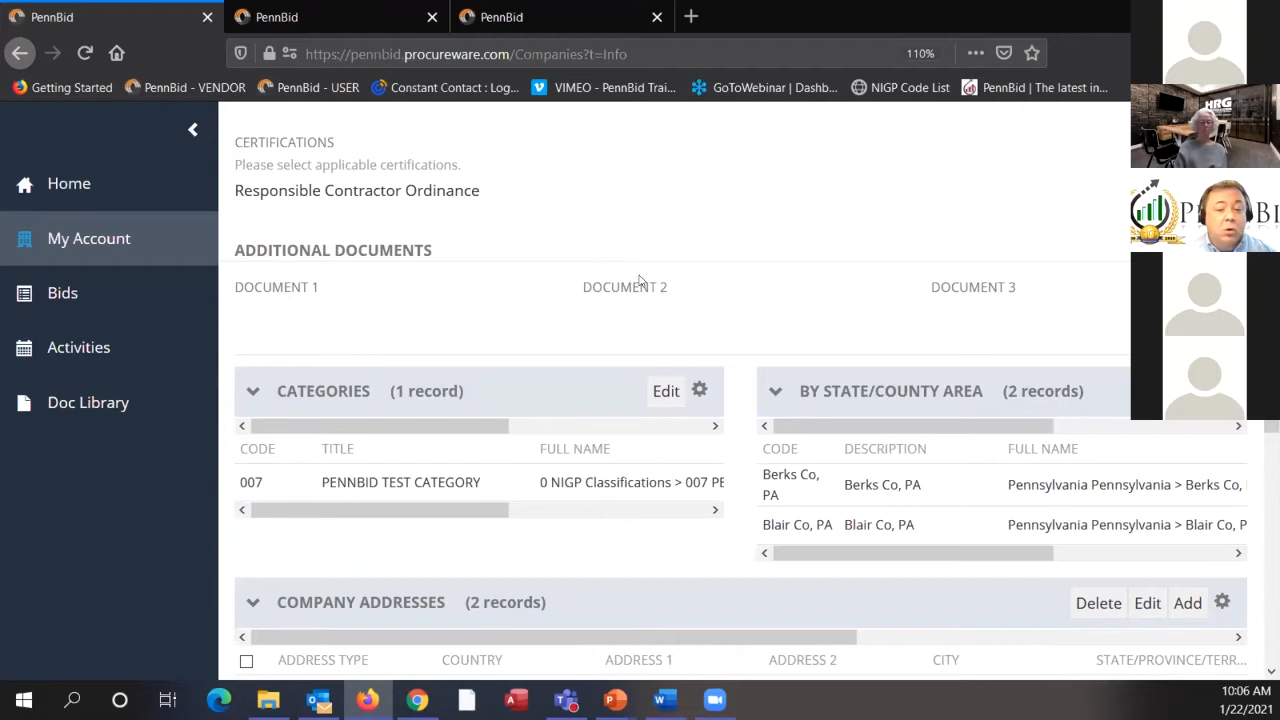 PennBid
PennBid
PennBid
https://pennbid.procureware.com/Companies?t=Info
110%
Getting Started
PennBid - VENDOR
PennBid - USER
Constant Contact : Log...
VIMEO - PennBid Trai...
GoToWebinar | Dashb...
NIGP Code List
PennBid | The latest in...
HRG
Home
My Account
Bids
Activities
Doc Library
CERTIFICATIONS
Please select applicable certifications.
Responsible Contractor Ordinance
ADDITIONAL DOCUMENTS
DOCUMENT 1 DOCUMENT 2 DOCUMENT 3
CATEGORIES (1 record) Edit
CODE TITLE FULL NAME
007 PENNBID TEST CATEGORY 0 NIGP Classifications > 007 PE
BY STATE/COUNTY AREA (2 records)
CODE DESCRIPTION FULL NAME
Berks Co, PA Berks Co, PA Pennsylvania Pennsylvania > Berks Co,
Blair Co, PA Blair Co, PA Pennsylvania Pennsylvania > Blair Co, P
COMPANY ADDRESSES (2 records) Delete Edit Add
ADDRESS TYPE COUNTRY ADDRESS 1 ADDRESS 2 CITY STATE/PROVINCE/TERR...
10:06 AM
1/22/2021